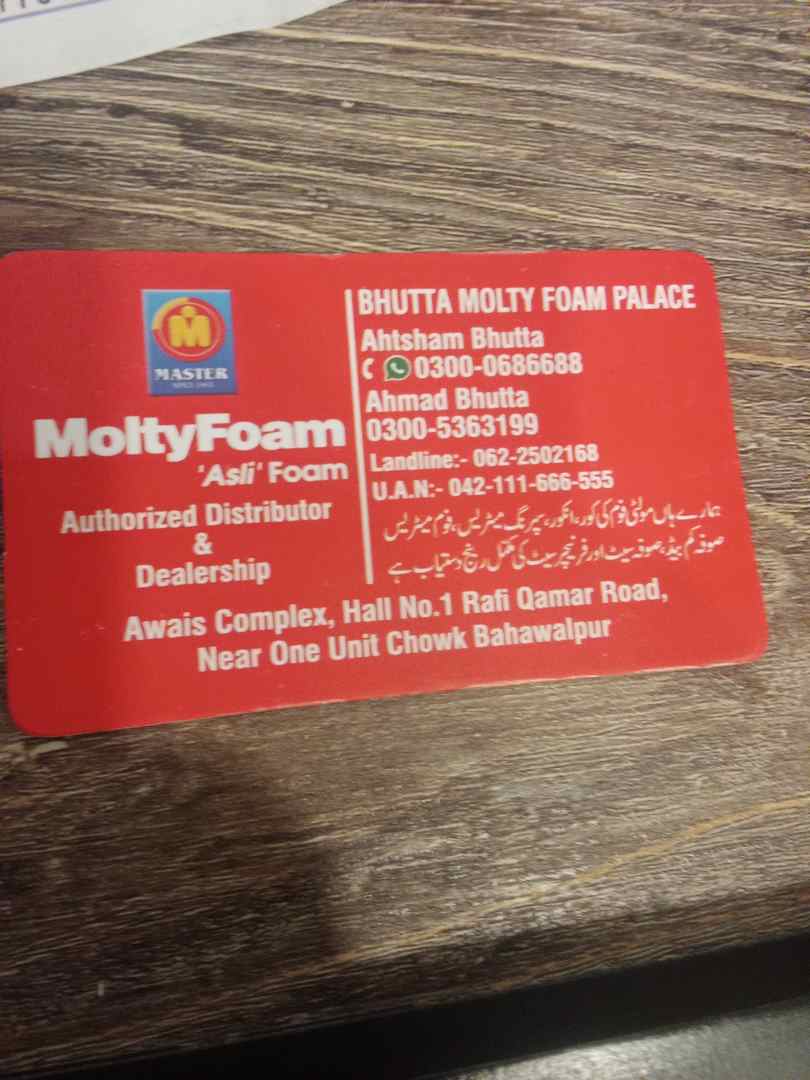 MASTER
MoltyFoam
'Asli' Foam
Authorized Distributor
&
Dealership
BHUTTA MOLTY FOAM PALACE
Ahtsham Bhutta
0300-0686688
Ahmad Bhutta
0300-5363199
Landline:- 062-2502168
U.A.N:- 042-111-666-555
ہمارے ہاں مولٹی فوم کی کور، انکور، سپرنگ میٹریس، فوم میٹریس
صوفہ کم بیڈ، صوفہ سیٹ اور فرنیچر سیٹ کی مکمل رینج دستیاب ہے
Awais Complex, Hall No.1 Rafi Qamar Road,
Near One Unit Chowk Bahawalpur